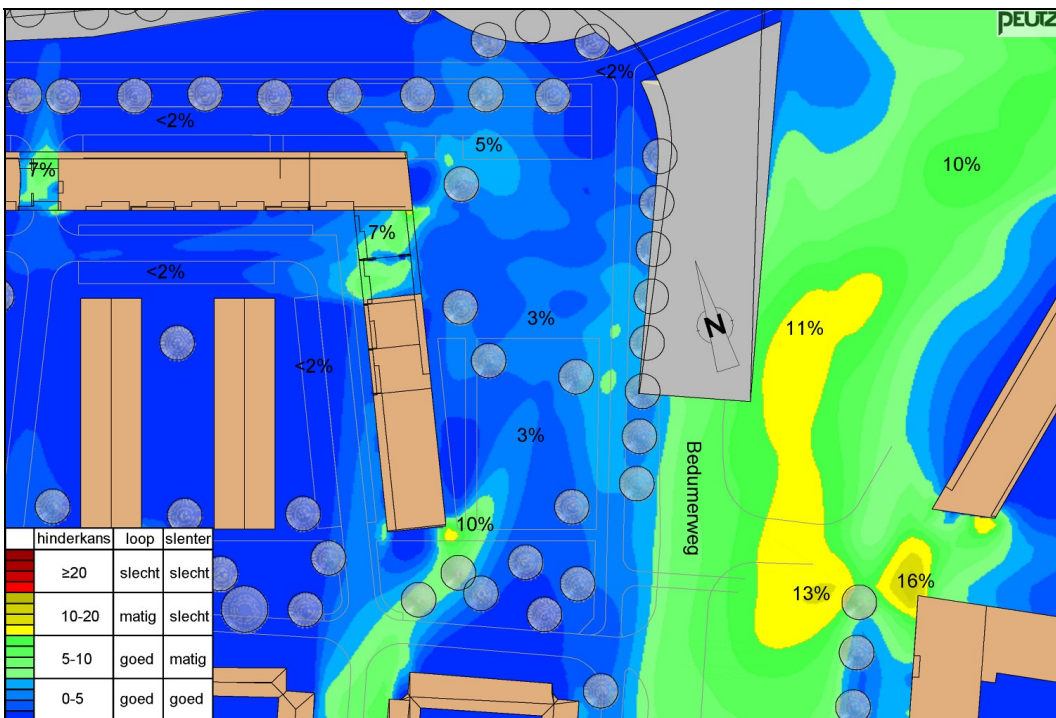 PEUTZ
<2%
<2%
5%
7%
10%
7%
<2%
3%
11%
N
<2%
3%
Bedumerweg
10%
13%
16%
hinderkans loop slenter
≥20 slecht slecht
10-20 matig slecht
5-10 goed matig
0-5 goed goed